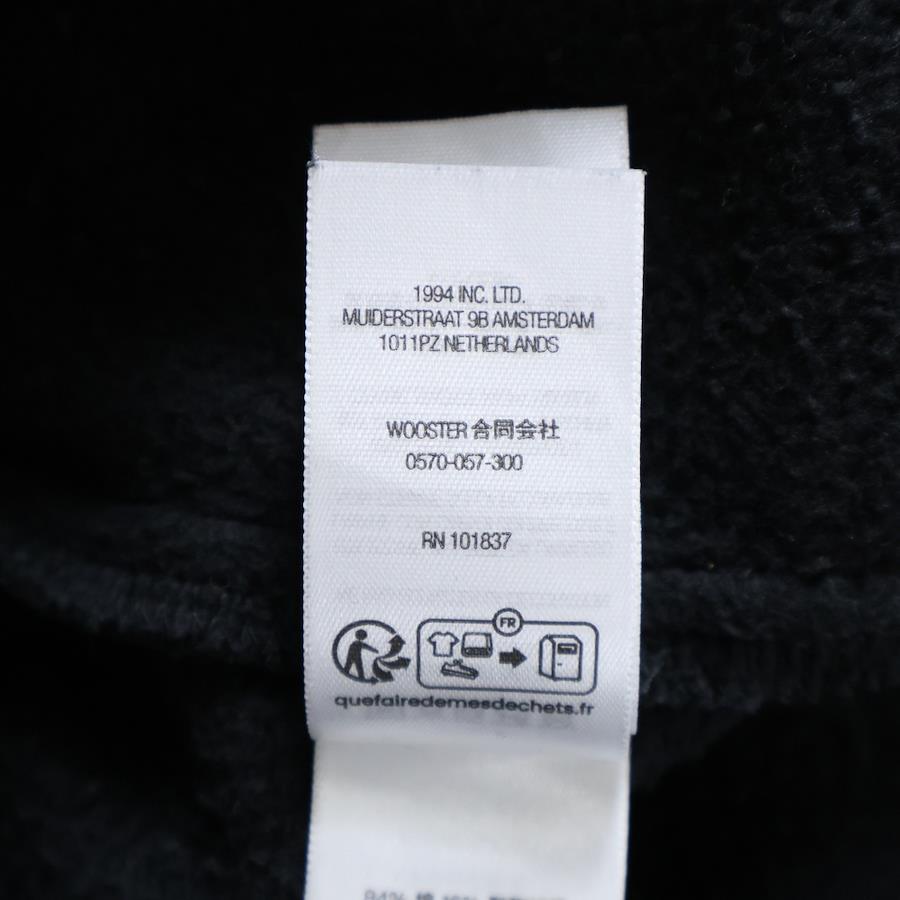 1994 INC. LTD.
MUIDERSTRAAT 9B AMSTERDAM
1011PZ NETHERLANDS
WOOSTER 合同会社
0570-057-300
RN 101837
FR
quefairedemesdechets.fr